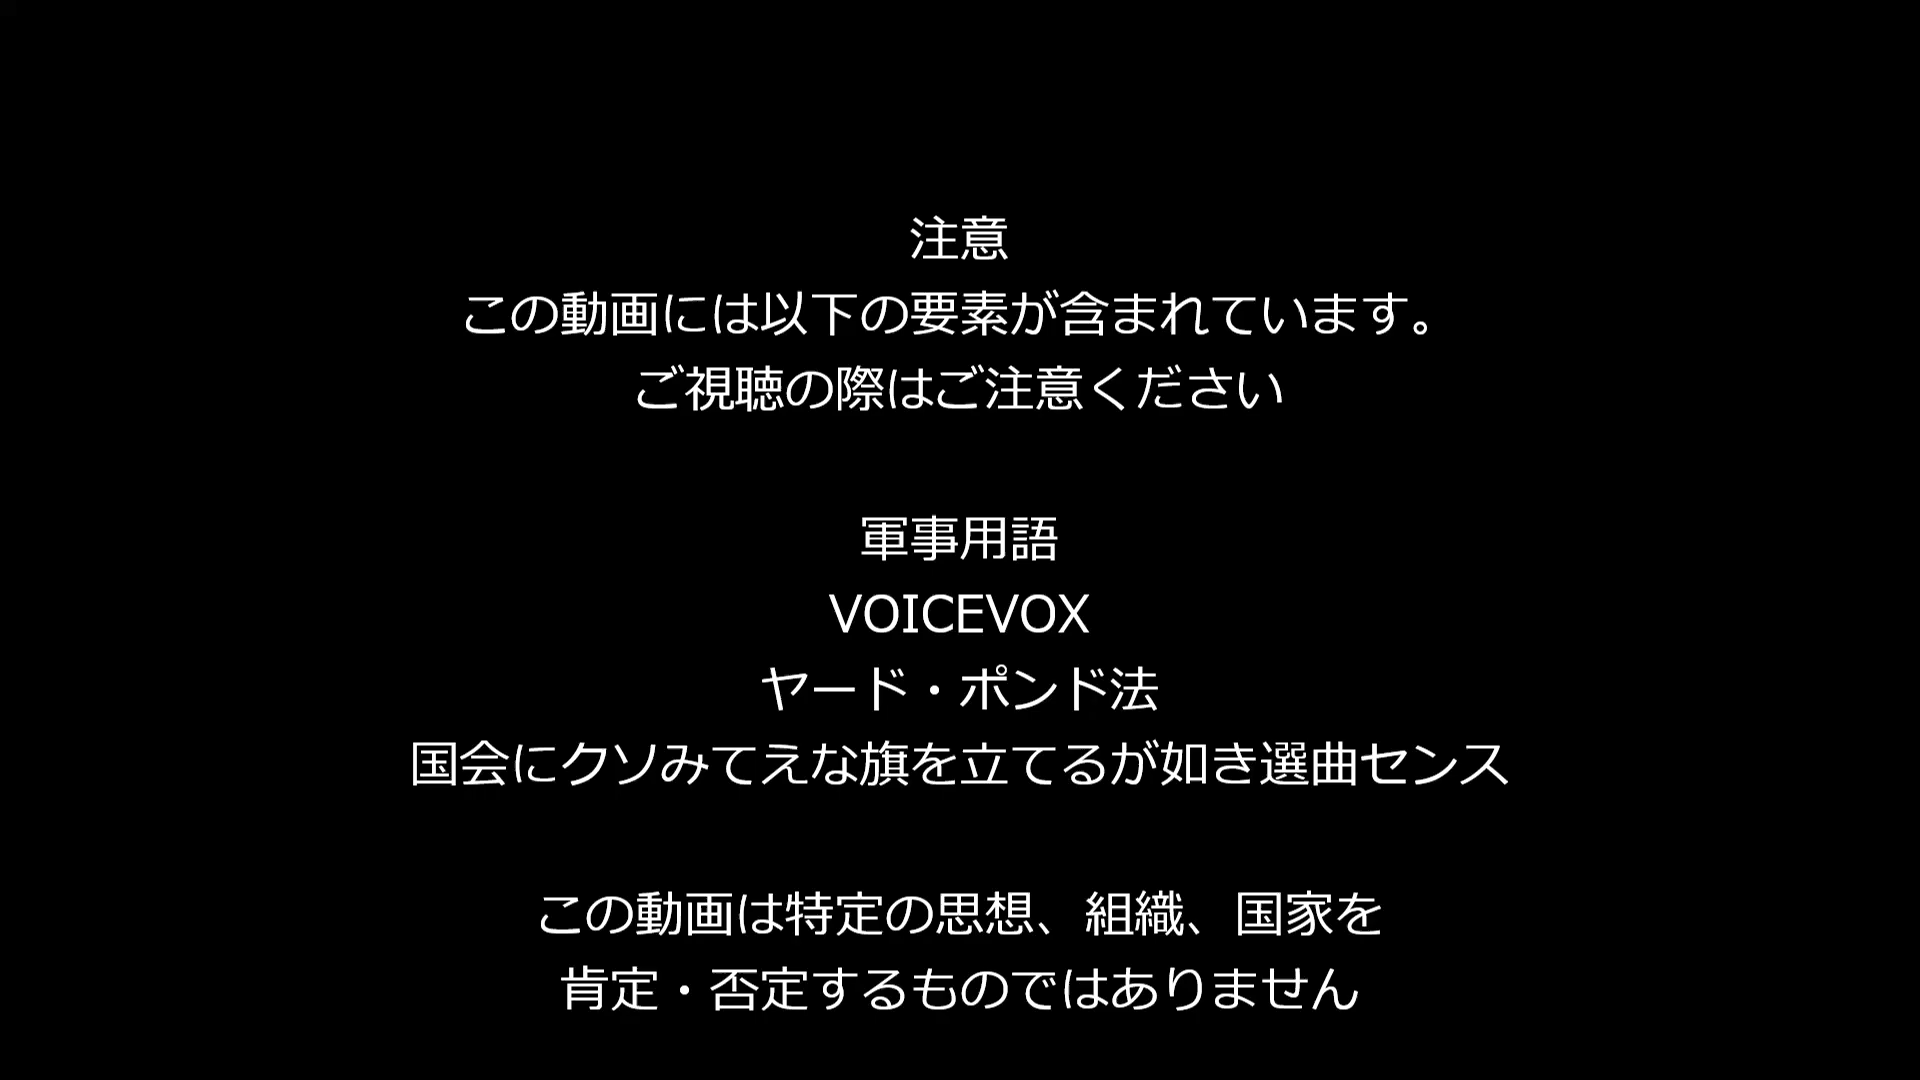 注意
この動画には以下の要素が含まれています。
ご視聴の際はご注意ください
軍事用語
VOICEVOX
ヤード・ポンド法
国会にクソみてえな旗を立てるが如き選曲センス
この動画は特定の思想、組織、国家を
肯定・否定するものではありません